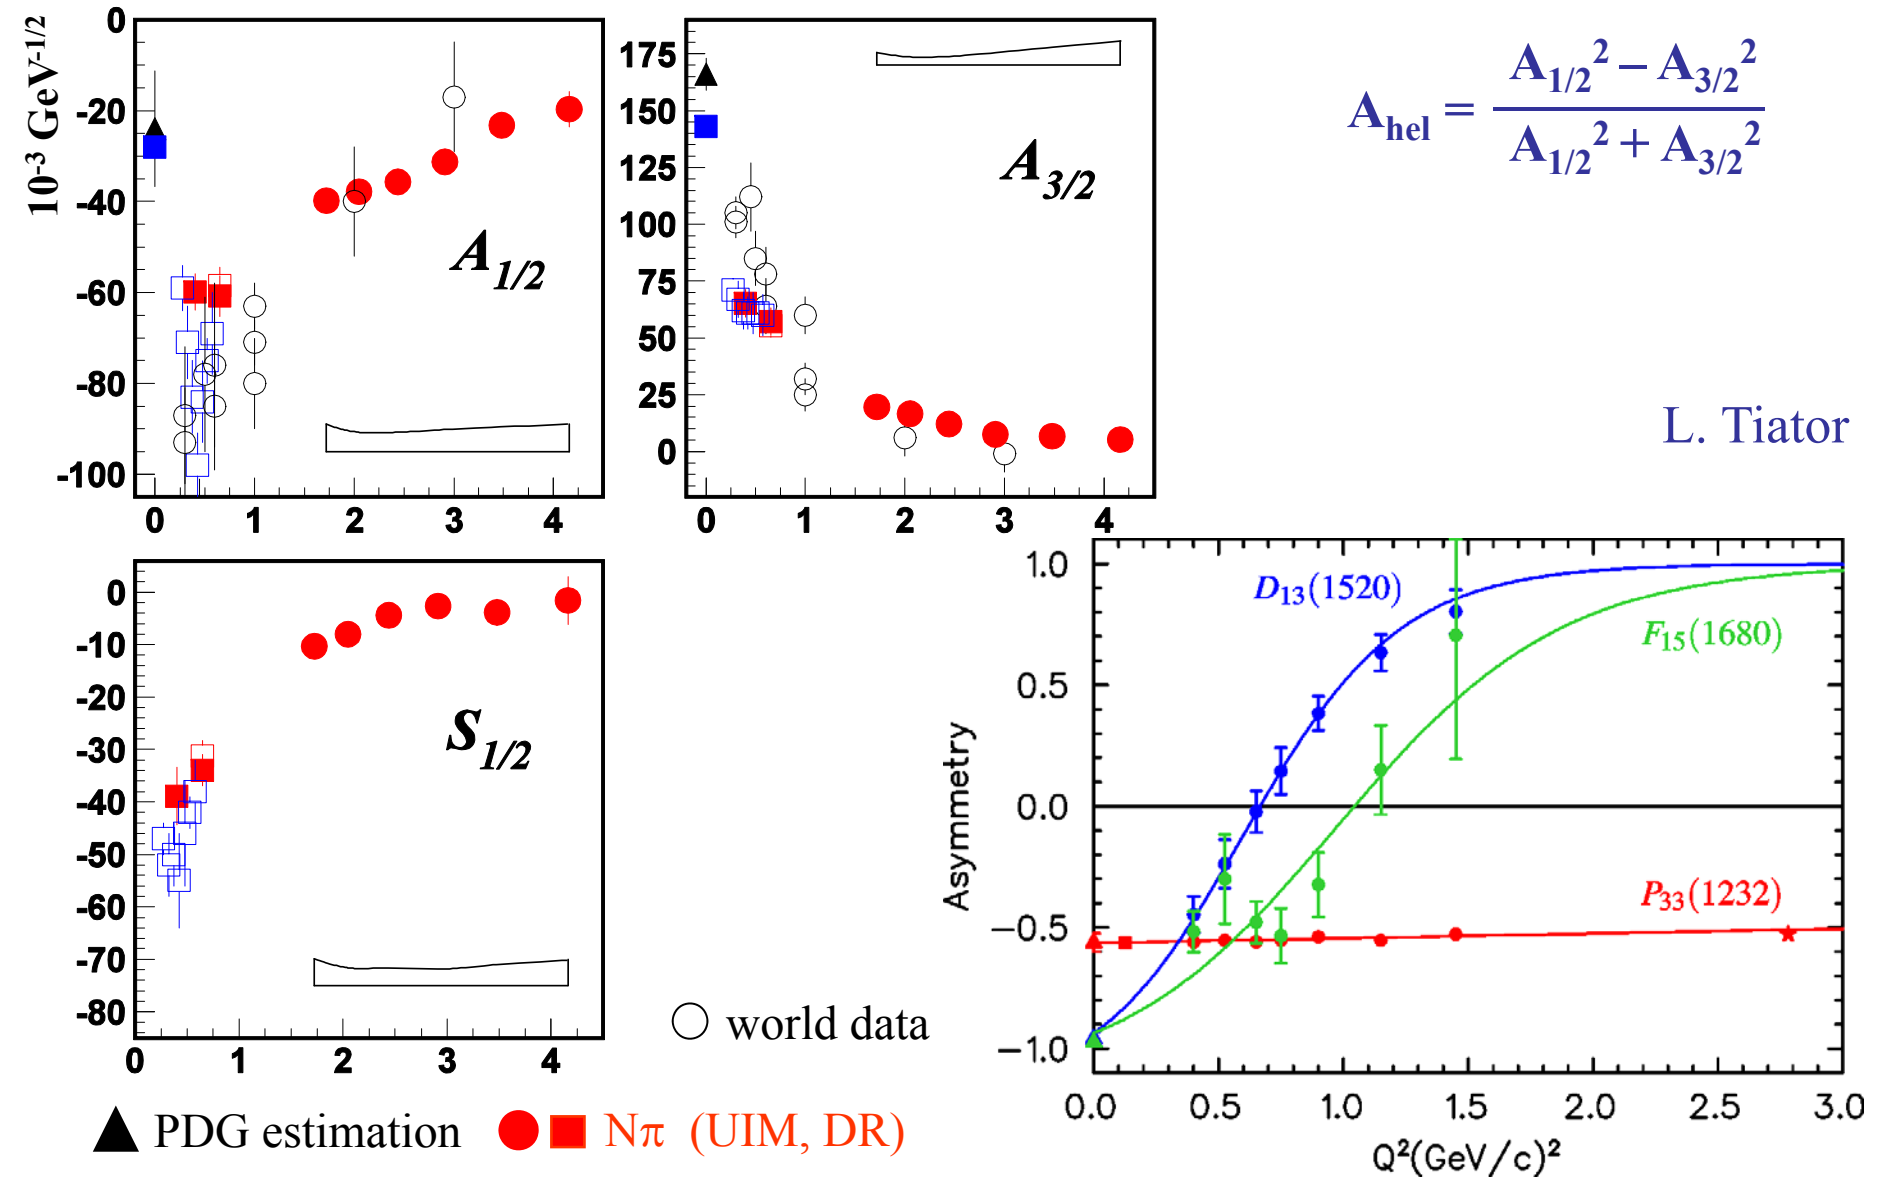 10⁻³ GeV⁻¹/²
0
-20
-40
-60
-80
-100
0 1 2 3 4
A1/2
175
150
125
100
75
50
25
0
0 1 2 3 4
A3/2
Ahel = A1/2² – A3/2²
A1/2² + A3/2²
L. Tiator
0
-10
-20
-30
-40
-50
-60
-70
-80
0 1 2 3 4
S1/2
world data
PDG estimation
Nπ (UIM, DR)
Asymmetry
1.0
0.5
0.0
−0.5
−1.0
D13(1520)
F15(1680)
P33(1232)
0.0 0.5 1.0 1.5 2.0 2.5 3.0
Q²(GeV/c)²